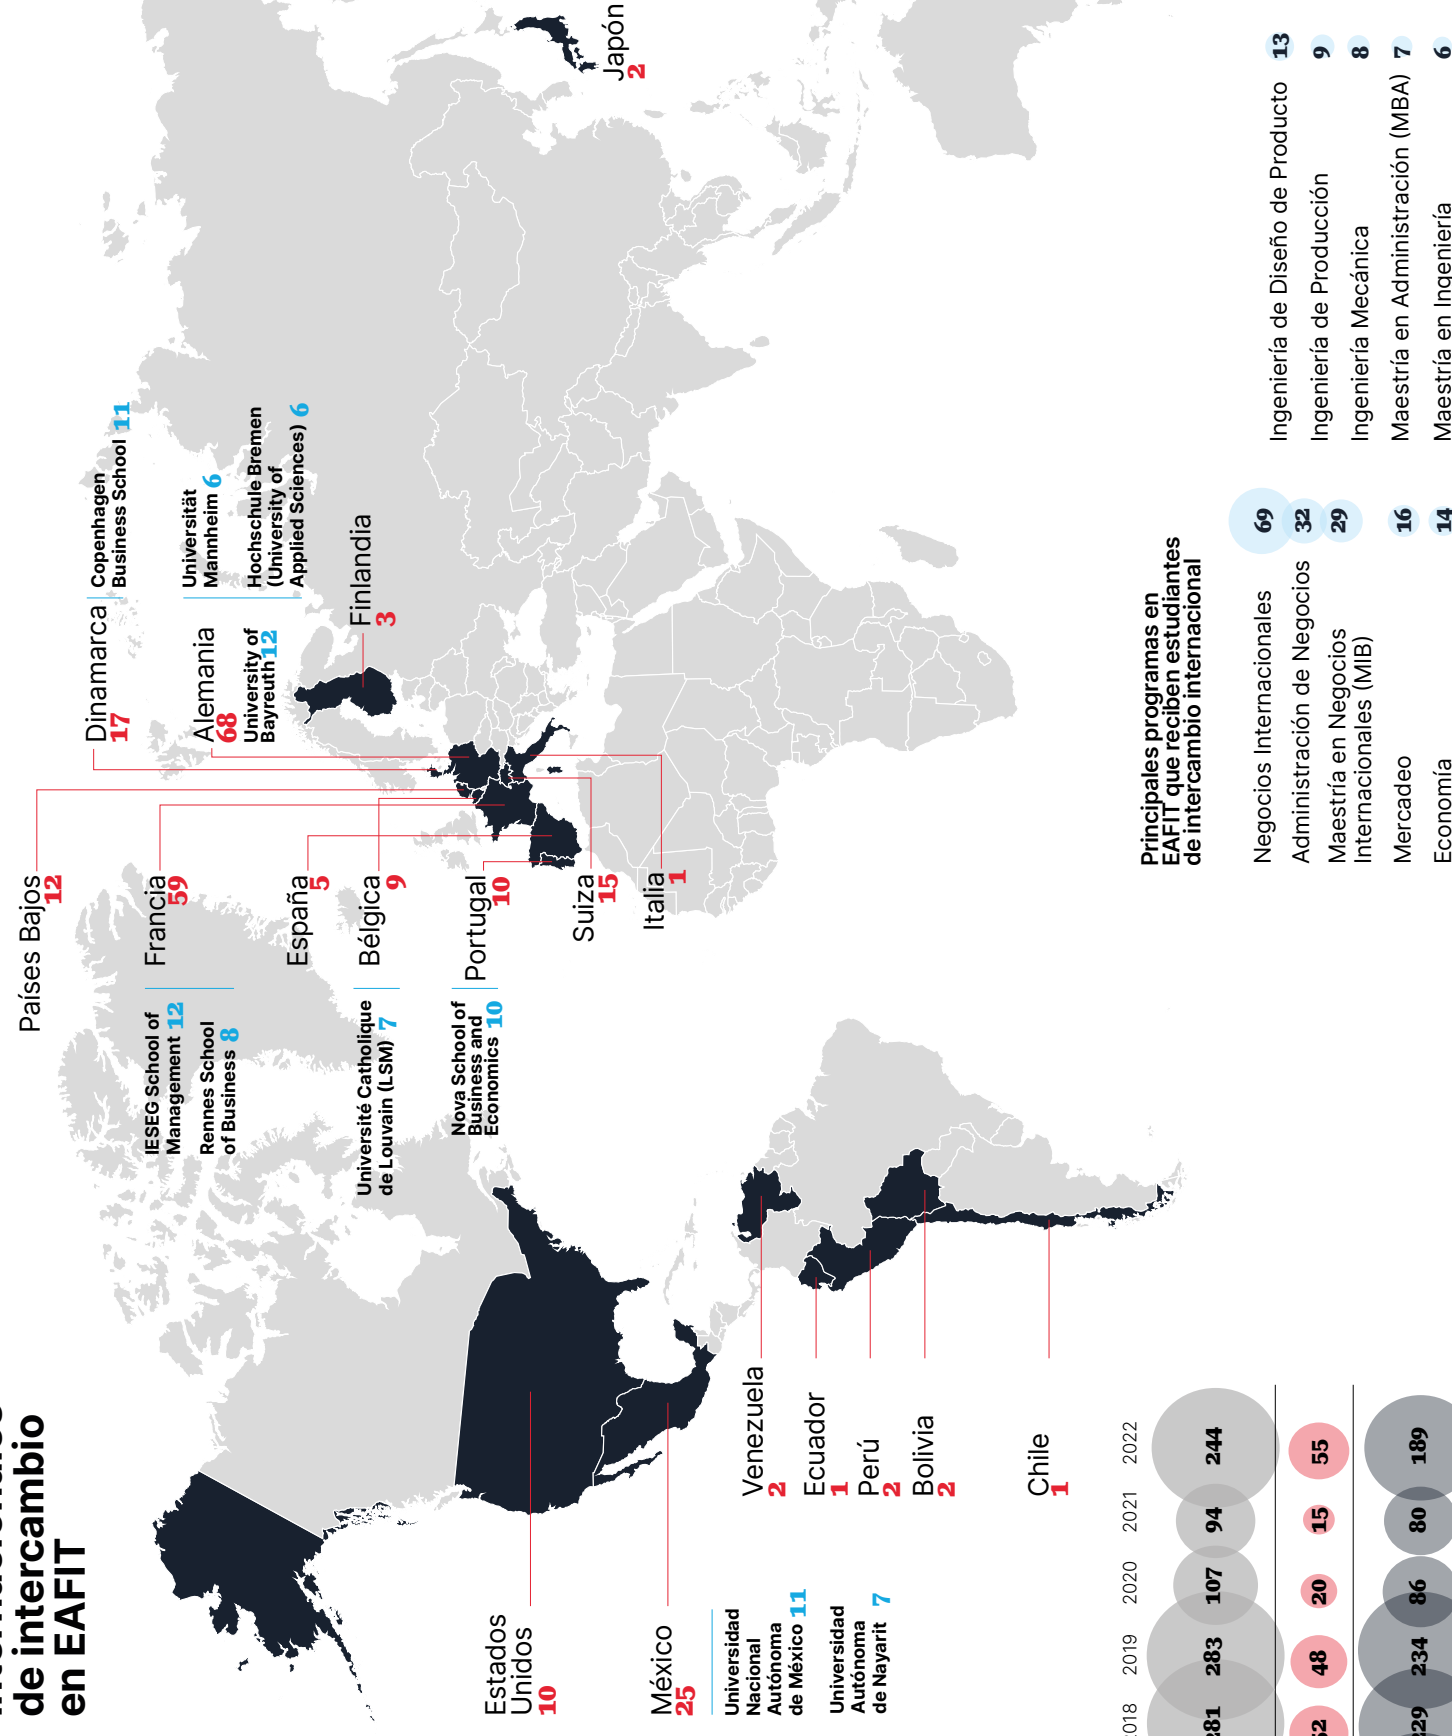 de intercambio
en EAFIT
Países Bajos
12
Francia
59
IESEG School of
Management 12
Rennes School
of Business 8
España
5
Bélgica
9
Université Catholique
de Louvain (LSM) 7
Portugal
10
Nova School of
Business and
Economics 10
Suiza
15
Italia
1
Dinamarca
17
Copenhagen
Business School 11
Alemania
68
University of
Bayreuth 12
Universität
Mannheim 6
Hochschule Bremen
(University of
Applied Sciences) 6
Finlandia
3
Japón
2
Estados
Unidos
10
México
25
Universidad
Nacional
Autónoma
de México 11
Universidad
Autónoma
de Nayarit 7
Venezuela
2
Ecuador
1
Perú
2
Bolivia
2
Chile
1
2019 2020 2021 2022
283 107 94 244
48 20 15 55
234 86 80 189
Principales programas en
EAFIT que reciben estudiantes
de intercambio internacional
Negocios Internacionales 69
Administración de Negocios 32
Maestría en Negocios
Internacionales (MIB) 29
Mercadeo 16
Economía 14
Ingeniería de Diseño de Producto 13
Ingeniería de Producción 9
Ingeniería Mecánica 8
Maestría en Administración (MBA) 7
Maestría en Ingeniería 6